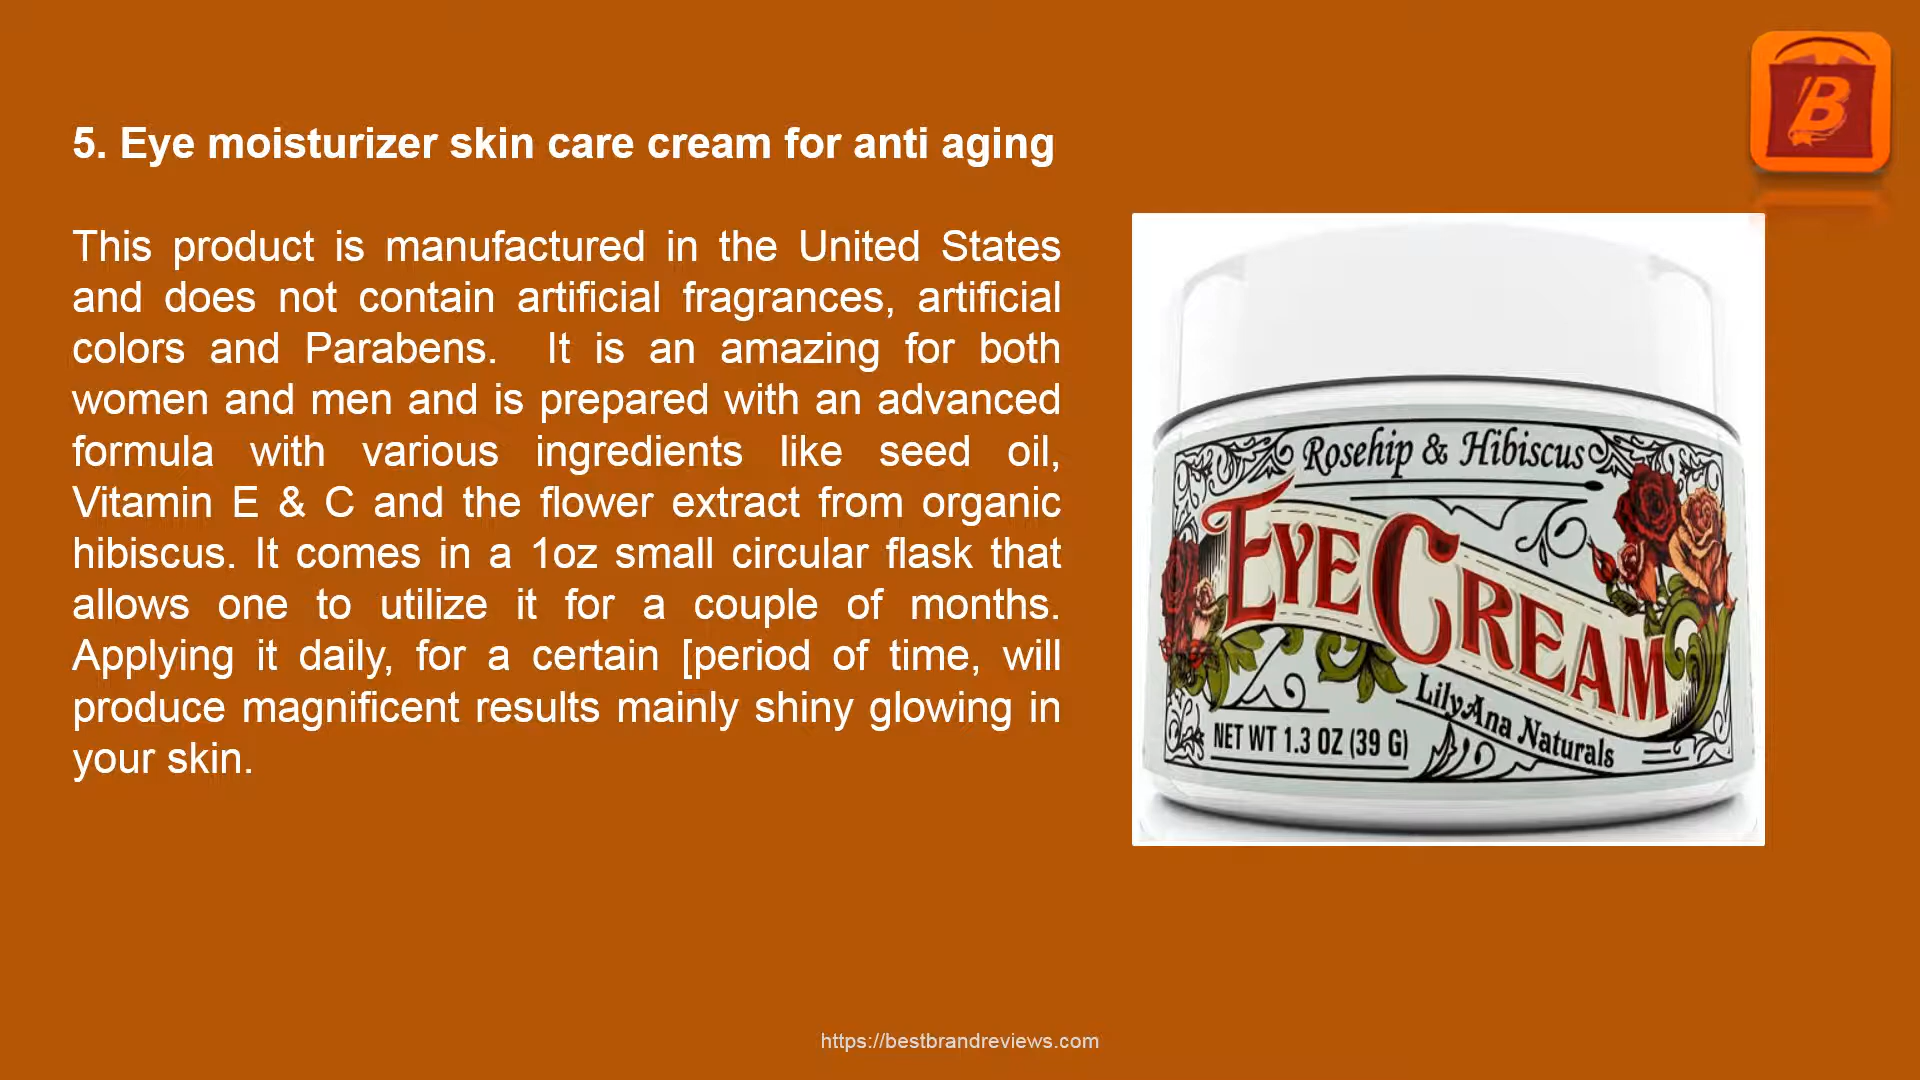 5. Eye moisturizer skin care cream for anti aging
This product is manufactured in the United States
and does not contain artificial fragrances, artificial
colors and Parabens.  It is an amazing for both
women and men and is prepared with an advanced
formula with various ingredients like seed oil,
Vitamin E & C and the flower extract from organic
hibiscus. It comes in a 1oz small circular flask that
allows one to utilize it for a couple of months.
Applying it daily, for a certain [period of time, will
produce magnificent results mainly shiny glowing in
your skin.
B
Rosehip & Hibiscus
EYE CREAM
LilyAna Naturals
NET WT 1.3 OZ (39 G)
https://bestbrandreviews.com